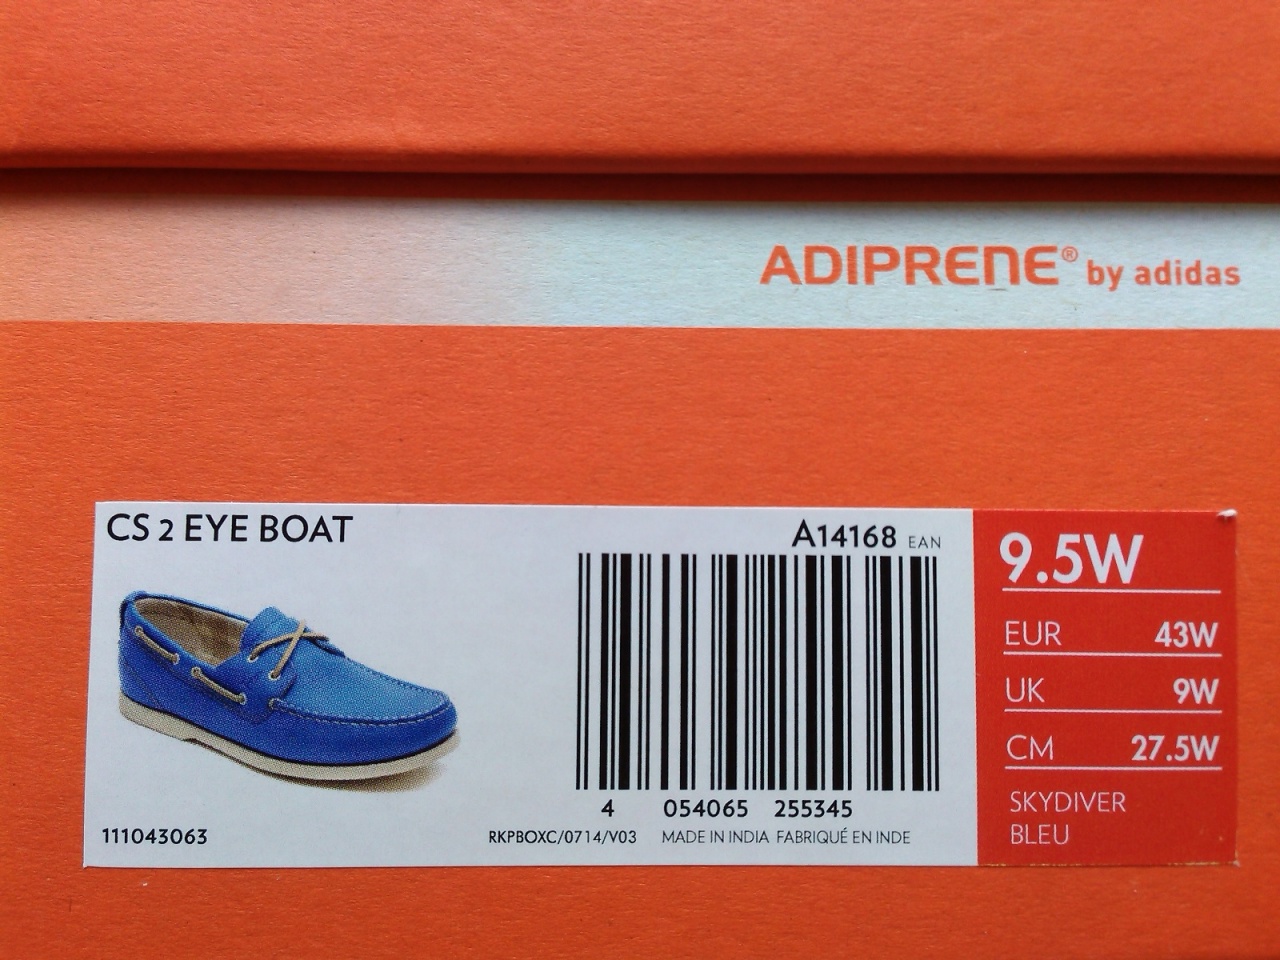 ADIPRENE® by adidas
CS 2 EYE BOAT
A14168 EAN
4 054065 255345
111043063
RKPBOXC/0714/V03 MADE IN INDIA FABRIQUÉ EN INDE
9.5W
EUR 43W
UK 9W
CM 27.5W
SKYDIVER
BLEU